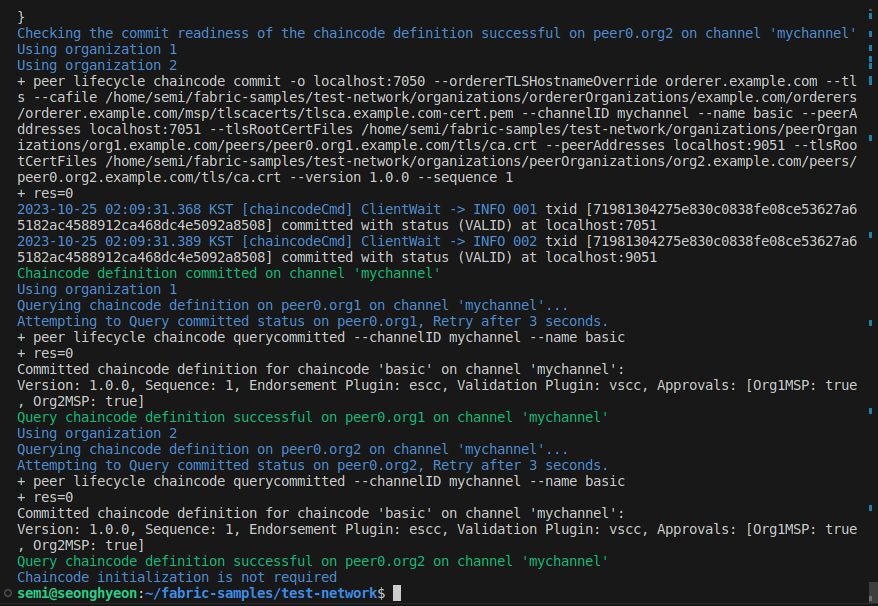 }
Checking the commit readiness of the chaincode definition successful on peer0.org2 on channel 'mychannel'
Using organization 1
Using organization 2
+ peer lifecycle chaincode commit -o localhost:7050 --ordererTLSHostnameOverride orderer.example.com --tl
s --cafile /home/semi/fabric-samples/test-network/organizations/ordererOrganizations/example.com/orderers
/orderer.example.com/msp/tlscacerts/tlsca.example.com-cert.pem --channelID mychannel --name basic --peerA
ddresses localhost:7051 --tlsRootCertFiles /home/semi/fabric-samples/test-network/organizations/peerOrgan
izations/org1.example.com/peers/peer0.org1.example.com/tls/ca.crt --peerAddresses localhost:9051 --tlsRoo
tCertFiles /home/semi/fabric-samples/test-network/organizations/peerOrganizations/org2.example.com/peers/
peer0.org2.example.com/tls/ca.crt --version 1.0.0 --sequence 1
+ res=0
2023-10-25 02:09:31.368 KST [chaincodeCmd] ClientWait -> INFO 001 txid [71981304275e830c0838fe08ce53627a6
5182ac4588912ca468dc4e5092a8508] committed with status (VALID) at localhost:7051
2023-10-25 02:09:31.389 KST [chaincodeCmd] ClientWait -> INFO 002 txid [71981304275e830c0838fe08ce53627a6
5182ac4588912ca468dc4e5092a8508] committed with status (VALID) at localhost:9051
Chaincode definition committed on channel 'mychannel'
Using organization 1
Querying chaincode definition on peer0.org1 on channel 'mychannel'...
Attempting to Query committed status on peer0.org1, Retry after 3 seconds.
+ peer lifecycle chaincode querycommitted --channelID mychannel --name basic
+ res=0
Committed chaincode definition for chaincode 'basic' on channel 'mychannel':
Version: 1.0.0, Sequence: 1, Endorsement Plugin: escc, Validation Plugin: vscc, Approvals: [Org1MSP: true
, Org2MSP: true]
Query chaincode definition successful on peer0.org1 on channel 'mychannel'
Using organization 2
Querying chaincode definition on peer0.org2 on channel 'mychannel'...
Attempting to Query committed status on peer0.org2, Retry after 3 seconds.
+ peer lifecycle chaincode querycommitted --channelID mychannel --name basic
+ res=0
Committed chaincode definition for chaincode 'basic' on channel 'mychannel':
Version: 1.0.0, Sequence: 1, Endorsement Plugin: escc, Validation Plugin: vscc, Approvals: [Org1MSP: true
, Org2MSP: true]
Query chaincode definition successful on peer0.org2 on channel 'mychannel'
Chaincode initialization is not required
semi@seonghyeon:~/fabric-samples/test-network$